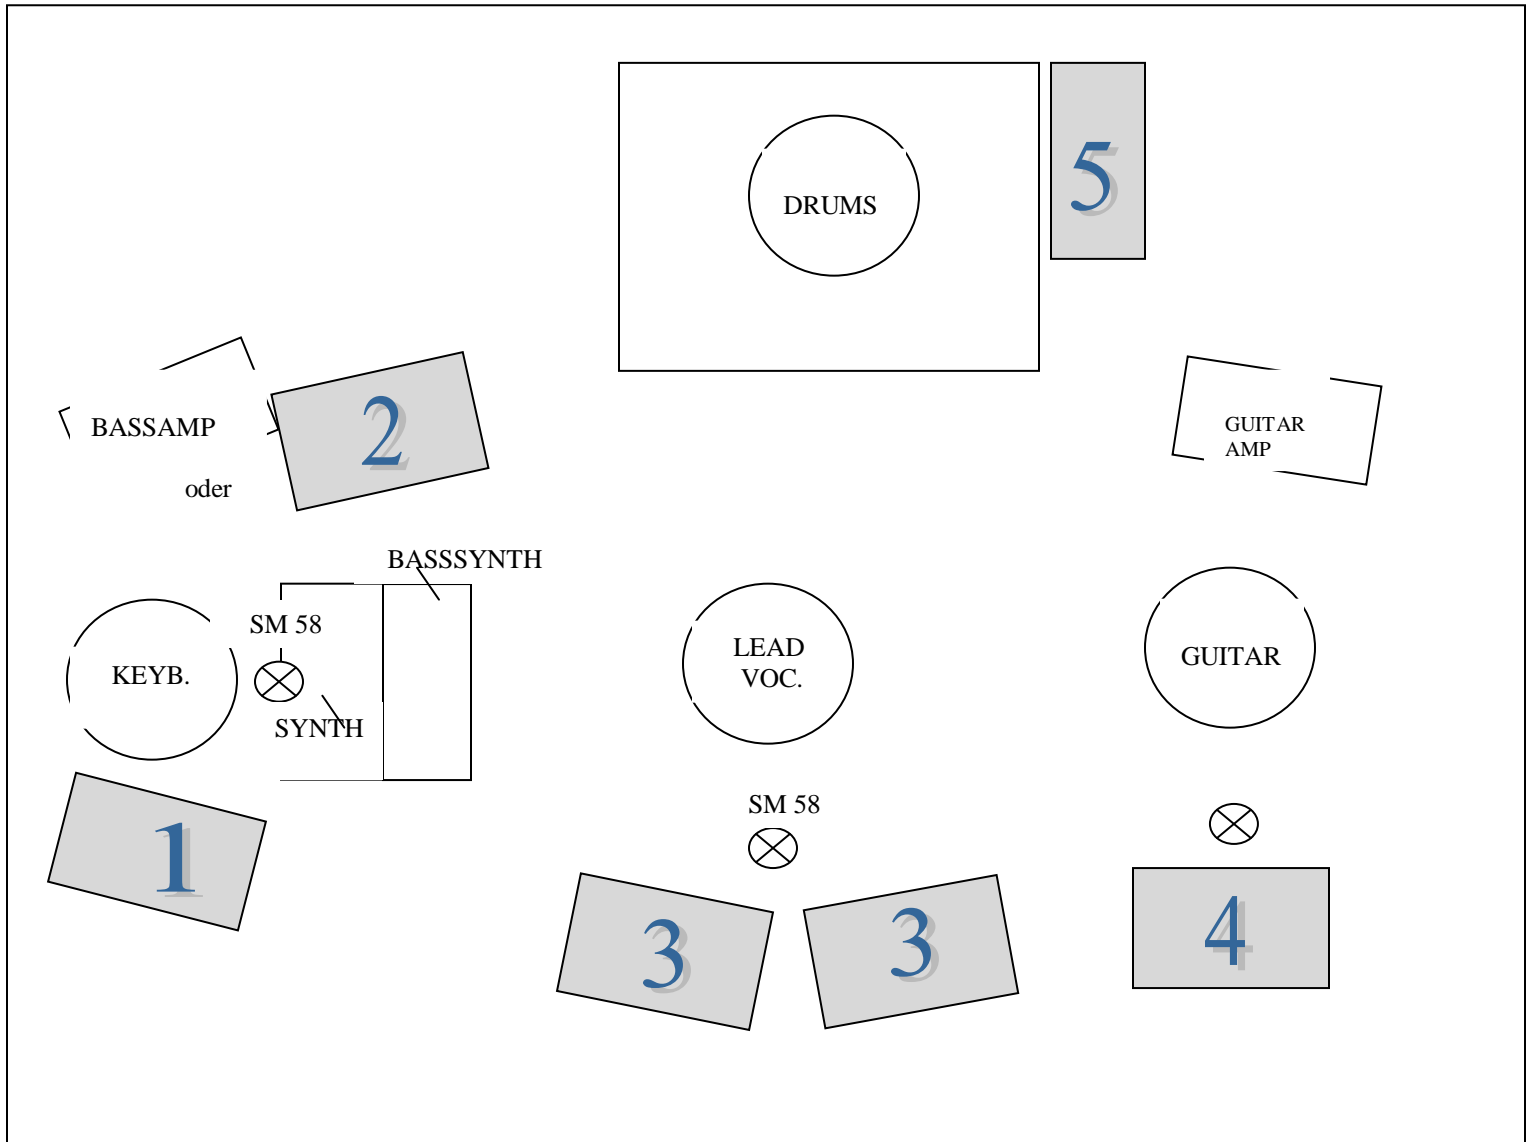 DRUMS
5
BASSAMP
2
GUITAR
AMP
oder
BASSSYNTH
SM 58
KEYB.
SYNTH
LEAD
VOC.
GUITAR
SM 58
1
3
3
4